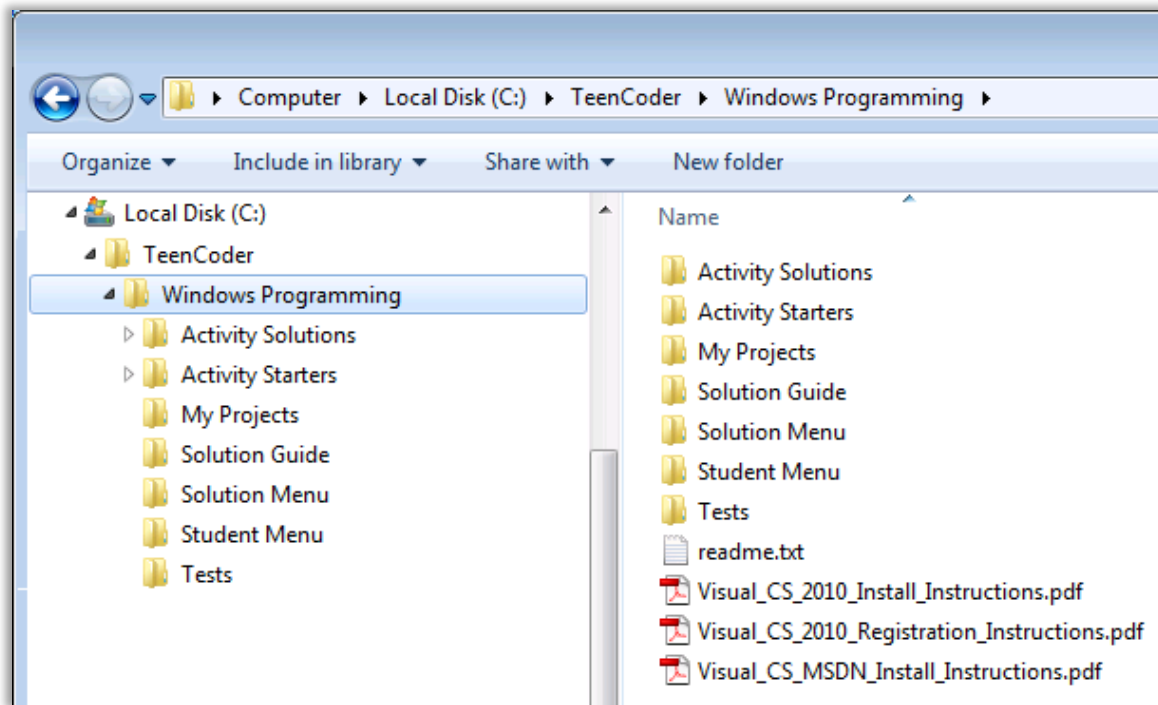 Computer Local Disk (C:) TeenCoder Windows Programming
Organize Include in library Share with New folder
Local Disk (C:)
TeenCoder
Windows Programming
Activity Solutions
Activity Starters
My Projects
Solution Guide
Solution Menu
Student Menu
Tests
Name
Activity Solutions
Activity Starters
My Projects
Solution Guide
Solution Menu
Student Menu
Tests
readme.txt
Visual_CS_2010_Install_Instructions.pdf
Visual_CS_2010_Registration_Instructions.pdf
Visual_CS_MSDN_Install_Instructions.pdf